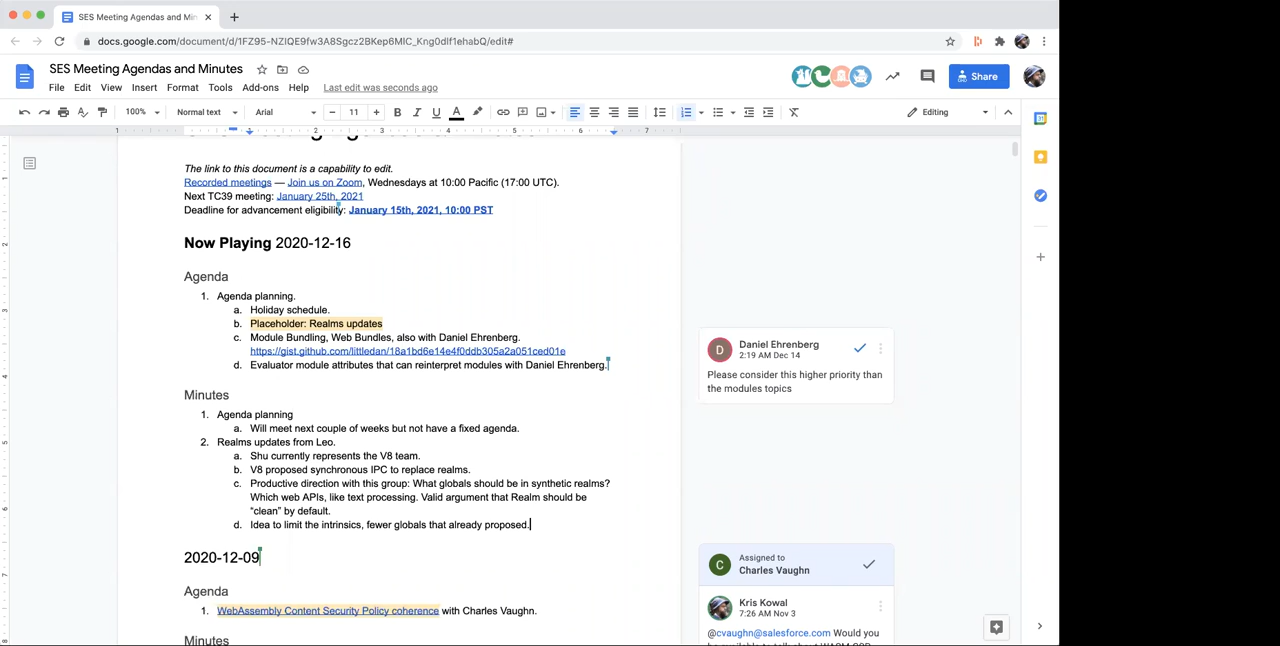 SES Meeting Agendas and Min
docs.google.com/document/d/1FZ95-NZIQE9fw3A8Sgcz2BKep6MlC_Kng0dlf1ehabQ/edit#
SES Meeting Agendas and Minutes
Share
File Edit View Insert Format Tools Add-ons Help Last edit was seconds ago
100% Normal text Arial 11 B I U A Editing
1 1 2 3 4 5 6 7
The link to this document is a capability to edit.
Recorded meetings — Join us on Zoom, Wednesdays at 10:00 Pacific (17:00 UTC).
Next TC39 meeting: January 25th, 2021
Deadline for advancement eligibility: January 15th, 2021, 10:00 PST
Now Playing 2020-12-16
Agenda
1. Agenda planning.
a. Holiday schedule.
b. Placeholder: Realms updates
c. Module Bundling, Web Bundles, also with Daniel Ehrenberg.
https://gist.github.com/littledan/18a1bd6e14e4f0ddb305a2a051ced01e
d. Evaluator module attributes that can reinterpret modules with Daniel Ehrenberg.
Minutes
1. Agenda planning
a. Will meet next couple of weeks but not have a fixed agenda.
2. Realms updates from Leo.
a. Shu currently represents the V8 team.
b. V8 proposed synchronous IPC to replace realms.
c. Productive direction with this group: What globals should be in synthetic realms?
Which web APIs, like text processing. Valid argument that Realm should be
“clean” by default.
d. Idea to limit the intrinsics, fewer globals that already proposed.
2020-12-09
Agenda
1. WebAssembly Content Security Policy coherence with Charles Vaughn.
Minutes
D
Daniel Ehrenberg
2:19 AM Dec 14
Please consider this higher priority than
the modules topics
C
Assigned to
Charles Vaughn
Kris Kowal
7:26 AM Nov 3
@cvaughn@salesforce.com Would you